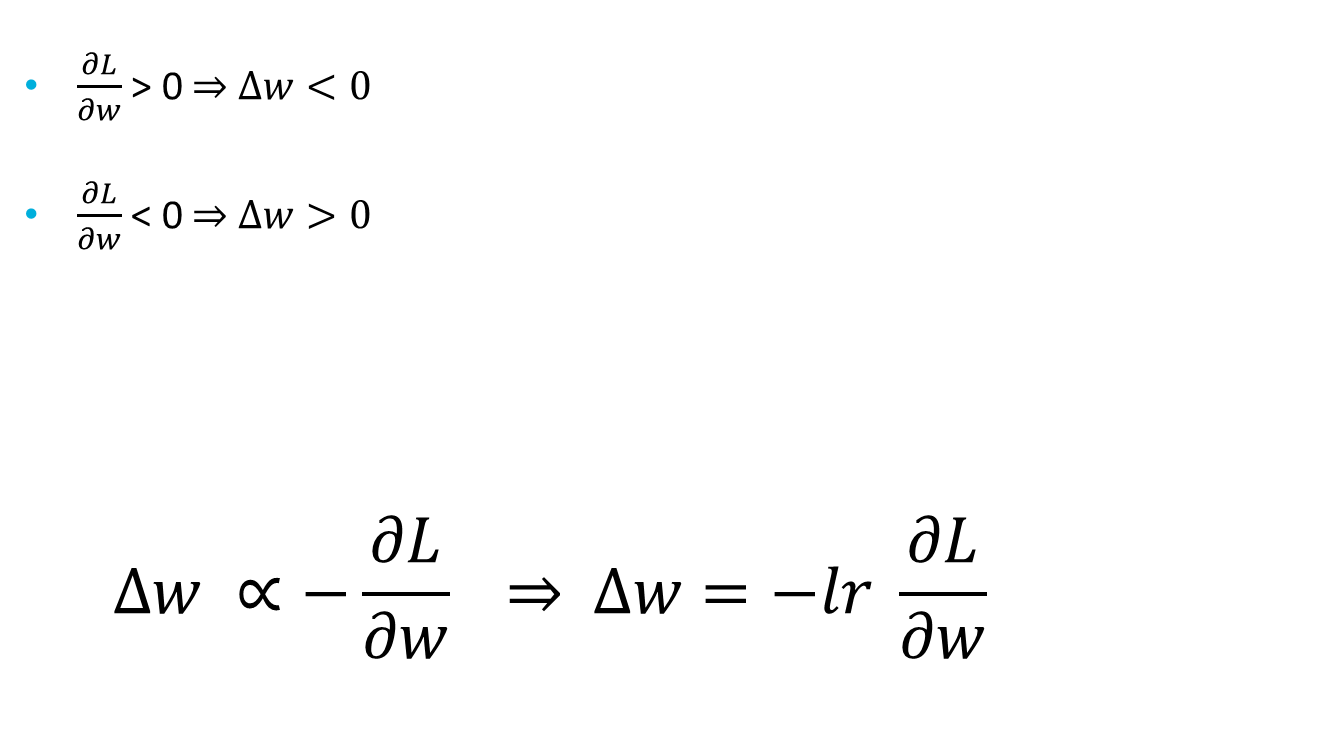 • ∂L/∂w > 0 ⇒ Δw < 0
• ∂L/∂w < 0 ⇒ Δw > 0
Δw ∝ −∂L/∂w ⇒ Δw = −lr ∂L/∂w